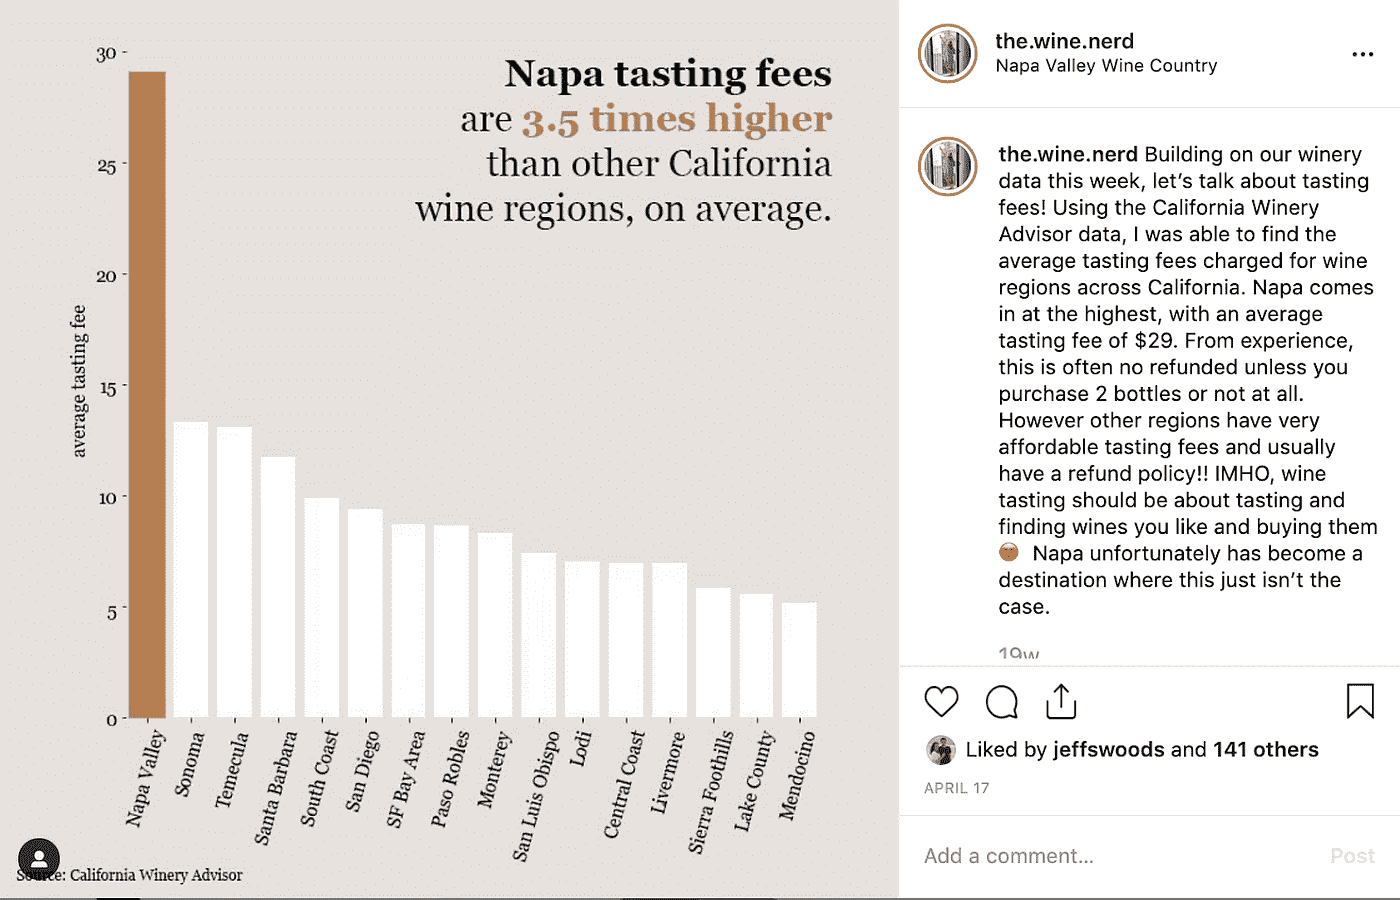 30
25
20
15
10
5
0
average tasting fee
Napa tasting fees
are 3.5 times higher
than other California
wine regions, on average.
Napa Valley
Sonoma
Temecula
Santa Barbara
South Coast
San Diego
SF Bay Area
Paso Robles
Monterey
San Luis Obispo
Lodi
Central Coast
Livermore
Sierra Foothills
Lake County
Mendocino
Source: California Winery Advisor
the.wine.nerd
Napa Valley Wine Country
the.wine.nerd Building on our winery
data this week, let's talk about tasting
fees! Using the California Winery
Advisor data, I was able to find the
average tasting fees charged for wine
regions across California. Napa comes
in at the highest, with an average
tasting fee of $29. From experience,
this is often no refunded unless you
purchase 2 bottles or not at all.
However other regions have very
affordable tasting fees and usually
have a refund policy!! IMHO, wine
tasting should be about tasting and
finding wines you like and buying them
Napa unfortunately has become a
destination where this just isn't the
case.
19w
Liked by jeffswoods and 141 others
APRIL 17
Add a comment...
Post